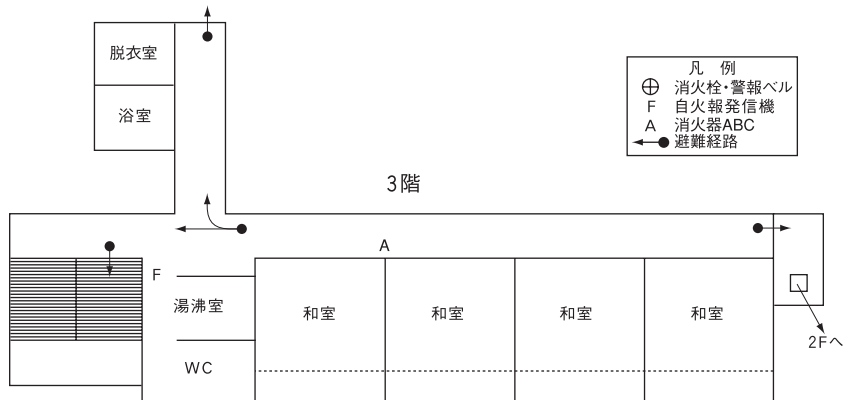 脱衣室
浴室
凡 例
消火栓・警報ベル
F 自火報発信機
A 消火器ABC
避難経路
3階
A
F
湯沸室
和室 和室 和室 和室
2Fへ
WC